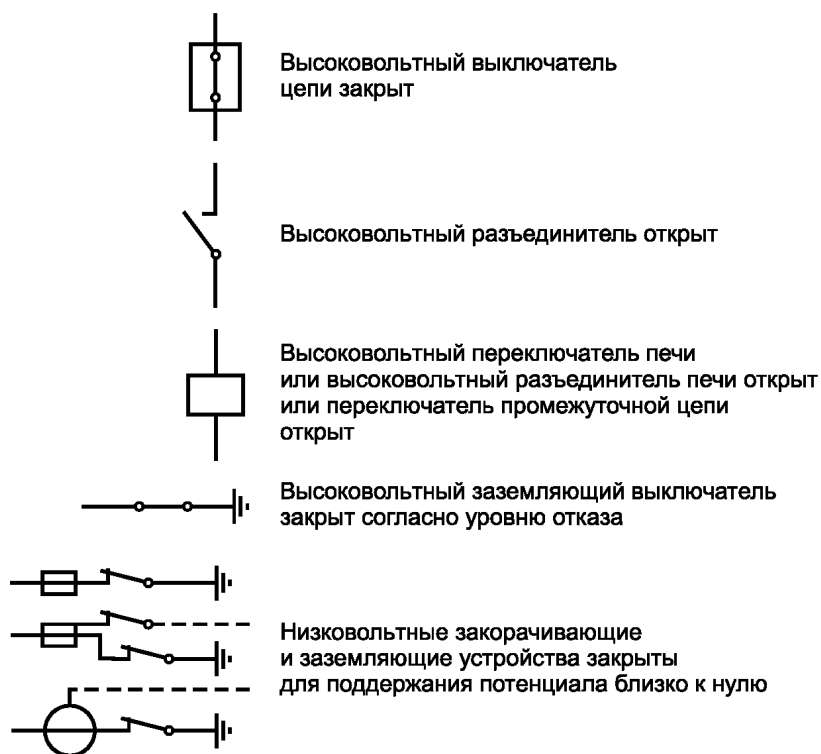 Высоковольтный выключатель
цепи закрыт
Высоковольтный разъединитель открыт
Высоковольтный переключатель печи
или высоковольтный разъединитель печи открыт
или переключатель промежуточной цепи
открыт
Высоковольтный заземляющий выключатель
закрыт согласно уровню отказа
Низковольтные закорачивающие
и заземляющие устройства закрыты
для поддержания потенциала близко к нулю